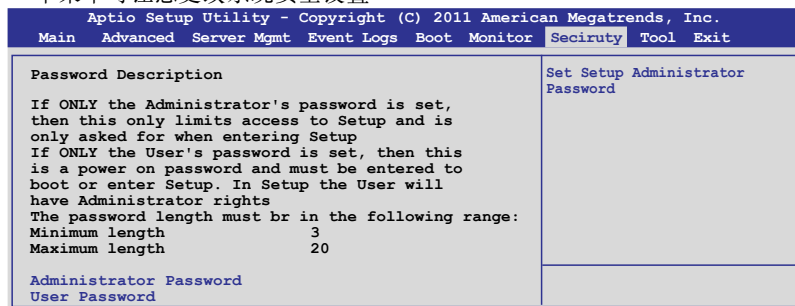 Aptio Setup Utility - Copyright (C) 2011 American Megatrends, Inc.
Main Advanced Server Mgmt Event Logs Boot Monitor Seciruty Tool Exit
Password Description
If ONLY the Administrator's password is set,
then this only limits access to Setup and is
only asked for when entering Setup
If ONLY the User's password is set, then this
is a power on password and must be entered to
boot or enter Setup. In Setup the User will
have Administrator rights
The password length must br in the following range:
Minimum length 3
Maximum length 20
Administrator Password
User Password
Set Setup Administrator
Password